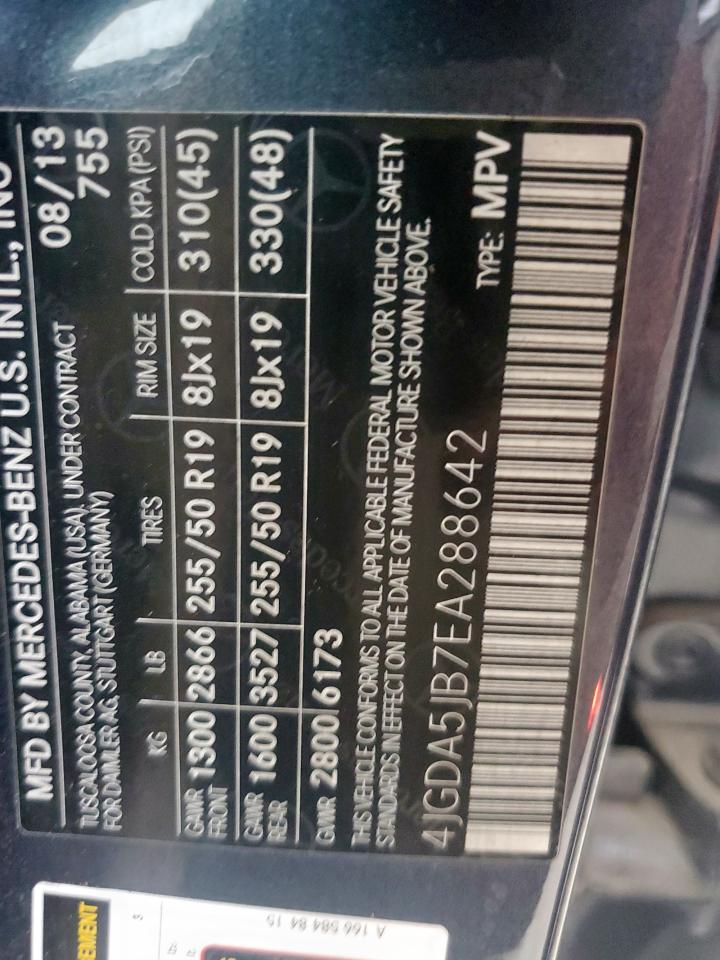 MFD BY MERCEDES-BENZ U.S. INTL., INC
TUSCALOOSA COUNTY, ALABAMA (USA), UNDER CONTRACT 08/13
FOR DAIMLER AG, STUTTGART (GERMANY) 755
KG LB TIRES RIM SIZE COLD KPA (PSI)
GAWR FRONT 1300 2866 255/50 R19 8Jx19 310(45)
GAWR REAR 1600 3527 255/50 R19 8Jx19 330(48)
GVWR 2800 6173
THIS VEHICLE CONFORMS TO ALL APPLICABLE FEDERAL MOTOR VEHICLE SAFETY
STANDARDS IN EFFECT ON THE DATE OF MANUFACTURE SHOWN ABOVE.
4JGDA5JB7EA288642 TYPE: MPV
A 166 584 84 15